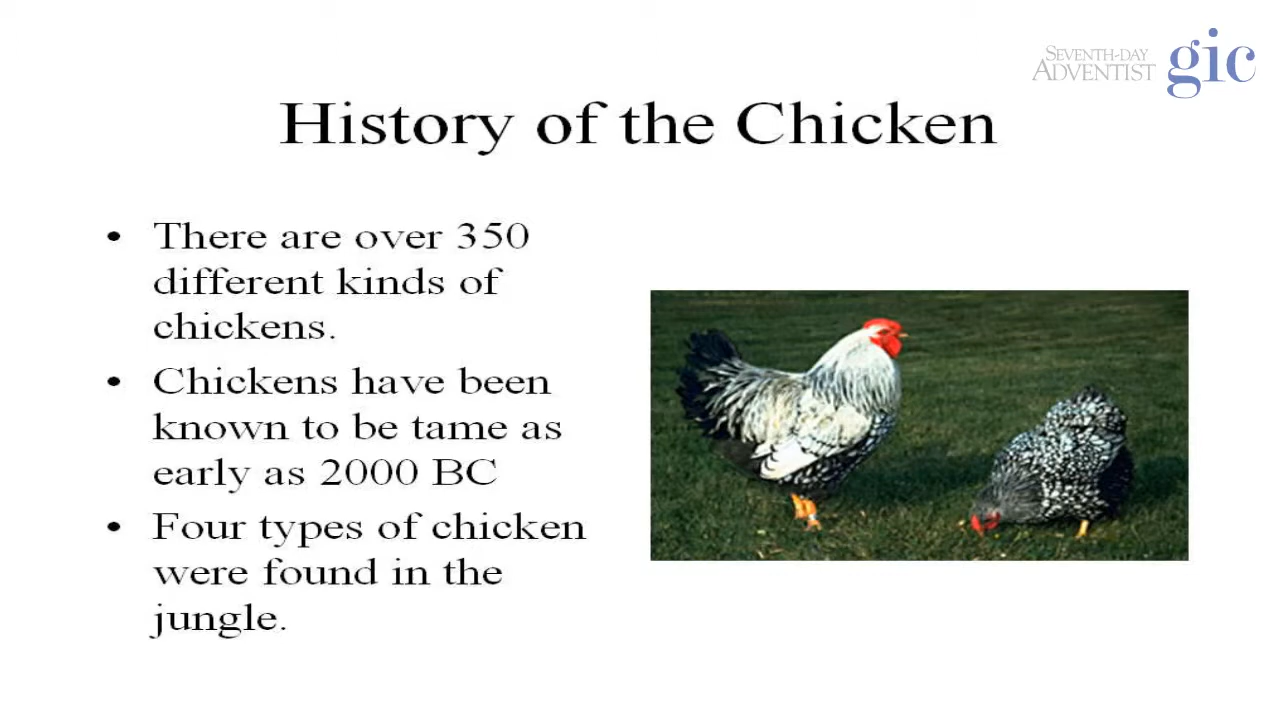 SEVENTH-DAY
ADVENTIST gic
History of the Chicken
• There are over 350
different kinds of
chickens.
• Chickens have been
known to be tame as
early as 2000 BC
• Four types of chicken
were found in the
jungle.